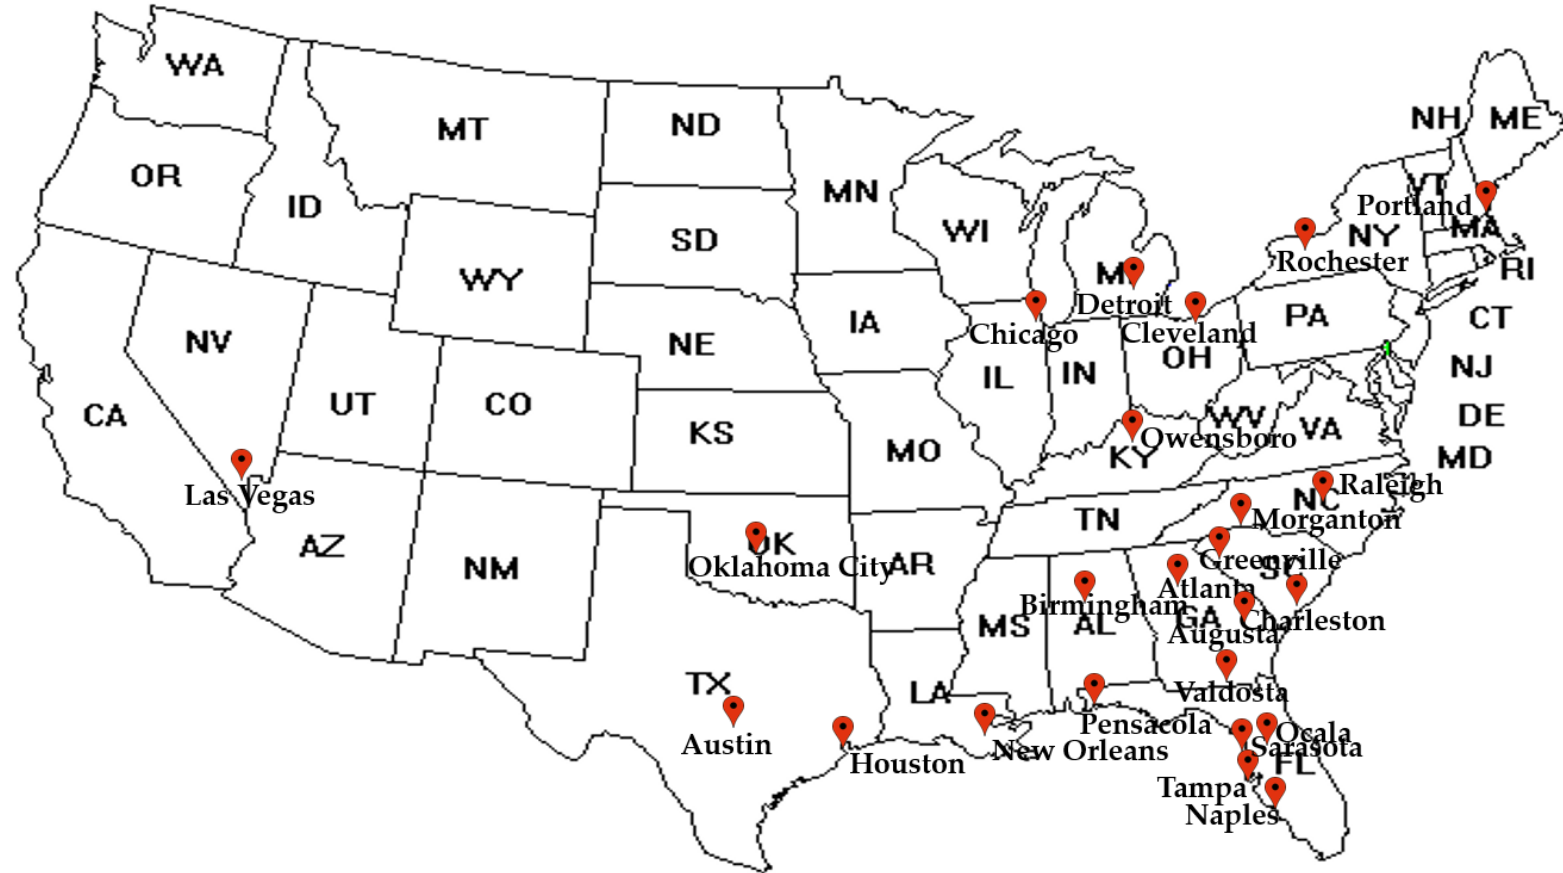 WA
MT
ND
NH
ME
OR
ID
MN
VT
Portland
MA
WI
SD
NY
Rochester
RI
WY
MI
Detroit
Chicago
Cleveland
PA
CT
IA
NV
NE
OH
IN
IL
NJ
UT
CO
CA
KS
WV
VA
DE
Owensboro
MO
KY
MD
Las Vegas
Raleigh
NC
TN
Morganton
AZ
OK
Oklahoma City
AR
NM
Greenville
SC
Atlanta
Birmingham
Charleston
GA
MS
AL
Augusta
TX
LA
Valdosta
Pensacola
Ocala
Austin
New Orleans
Sarasota
Houston
FL
Tampa
Naples